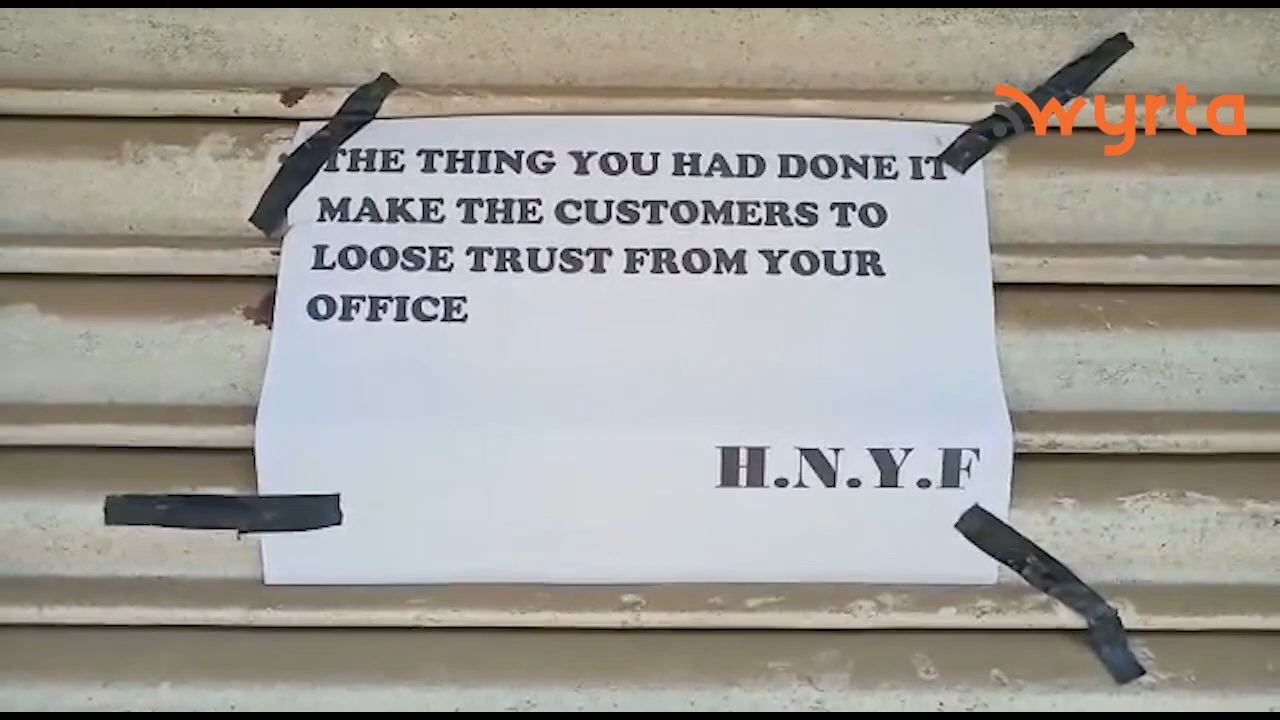 wyrta
THE THING YOU HAD DONE IT
MAKE THE CUSTOMERS TO
LOOSE TRUST FROM YOUR
OFFICE
H.N.Y.F